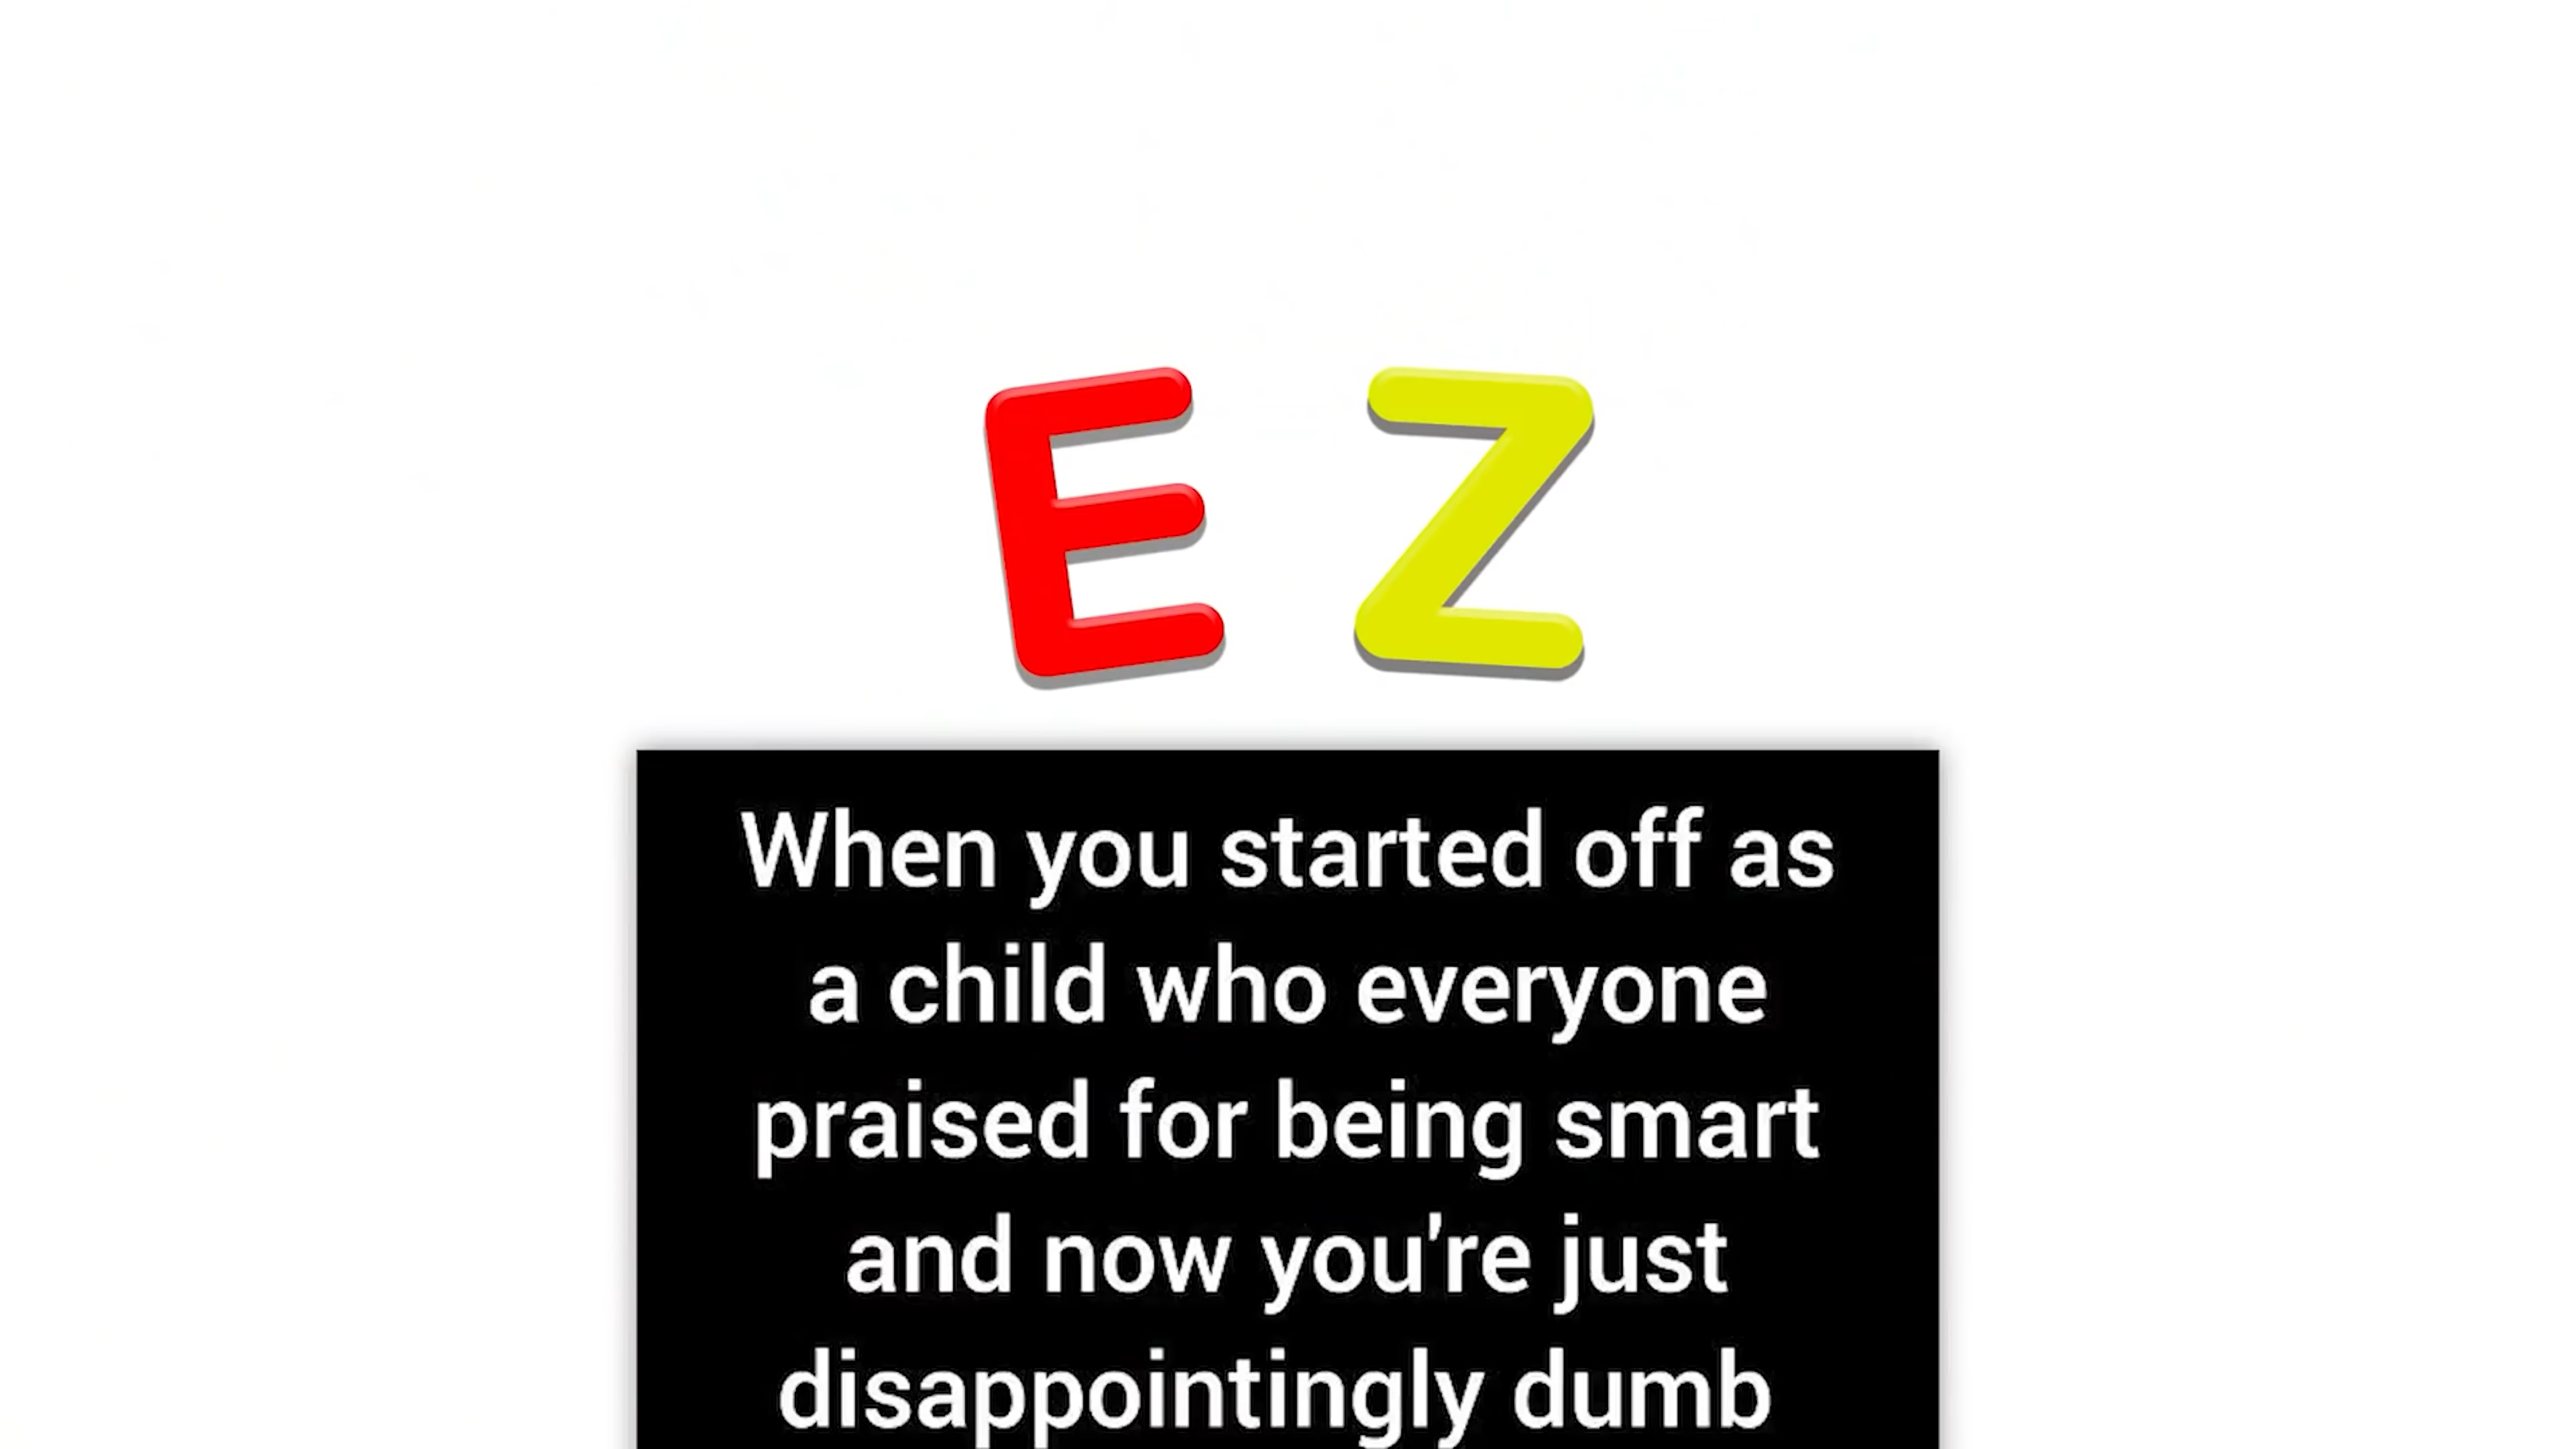 E Z
When you started off as
a child who everyone
praised for being smart
and now you're just
disappointingly dumb